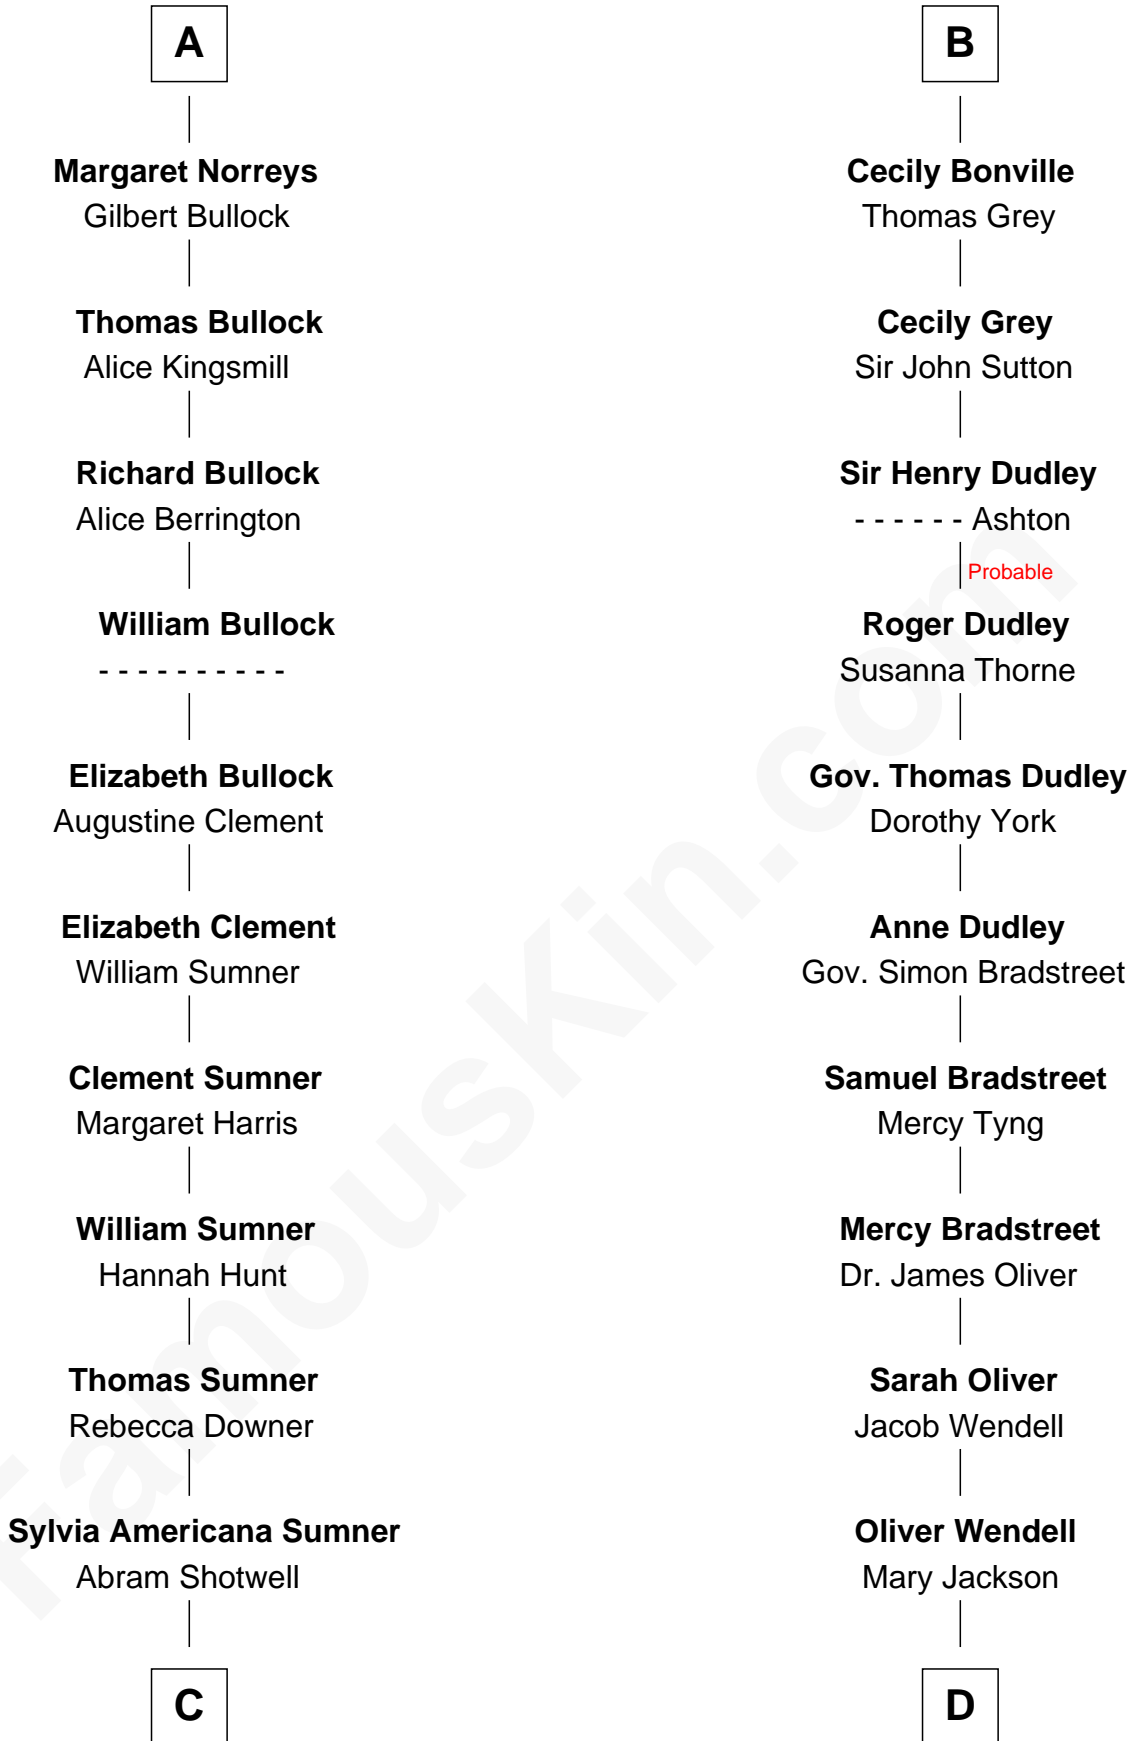 A
Margaret Norreys
Gilbert Bullock
Thomas Bullock
Alice Kingsmill
Richard Bullock
Alice Berrington
William Bullock
- - - - - - - - - -
Elizabeth Bullock
Augustine Clement
Elizabeth Clement
William Sumner
Clement Sumner
Margaret Harris
William Sumner
Hannah Hunt
Thomas Sumner
Rebecca Downer
Sylvia Americana Sumner
Abram Shotwell
C
B
Cecily Bonville
Thomas Grey
Cecily Grey
Sir John Sutton
Sir Henry Dudley
- - - - - - Ashton
Probable
Roger Dudley
Susanna Thorne
Gov. Thomas Dudley
Dorothy York
Anne Dudley
Gov. Simon Bradstreet
Samuel Bradstreet
Mercy Tyng
Mercy Bradstreet
Dr. James Oliver
Sarah Oliver
Jacob Wendell
Oliver Wendell
Mary Jackson
D
FamousKin.com